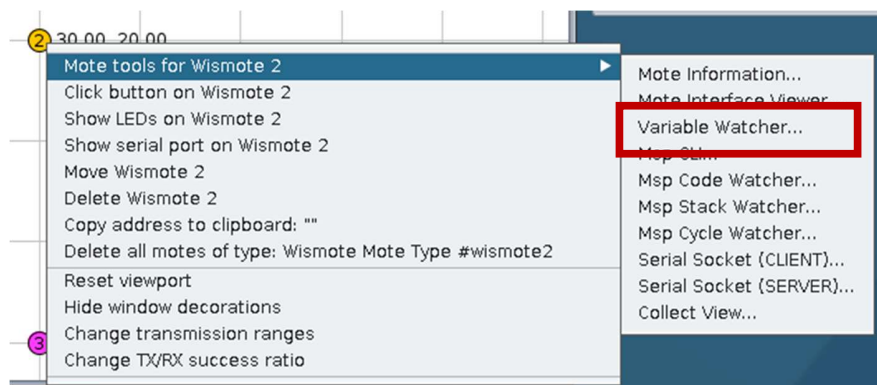 2 30.00 20.00
Mote tools for Wismote 2
Click button on Wismote 2
Show LEDs on Wismote 2
Show serial port on Wismote 2
Move Wismote 2
Delete Wismote 2
Copy address to clipboard: ""
Delete all motes of type: Wismote Mote Type #wismote2
Reset viewport
Hide window decorations
Change transmission ranges
Change TX/RX success ratio
3
Mote Information...
Mote Interface Viewer...
Variable Watcher...
Msp CLI...
Msp Code Watcher...
Msp Stack Watcher...
Msp Cycle Watcher...
Serial Socket (CLIENT)...
Serial Socket (SERVER)...
Collect View...